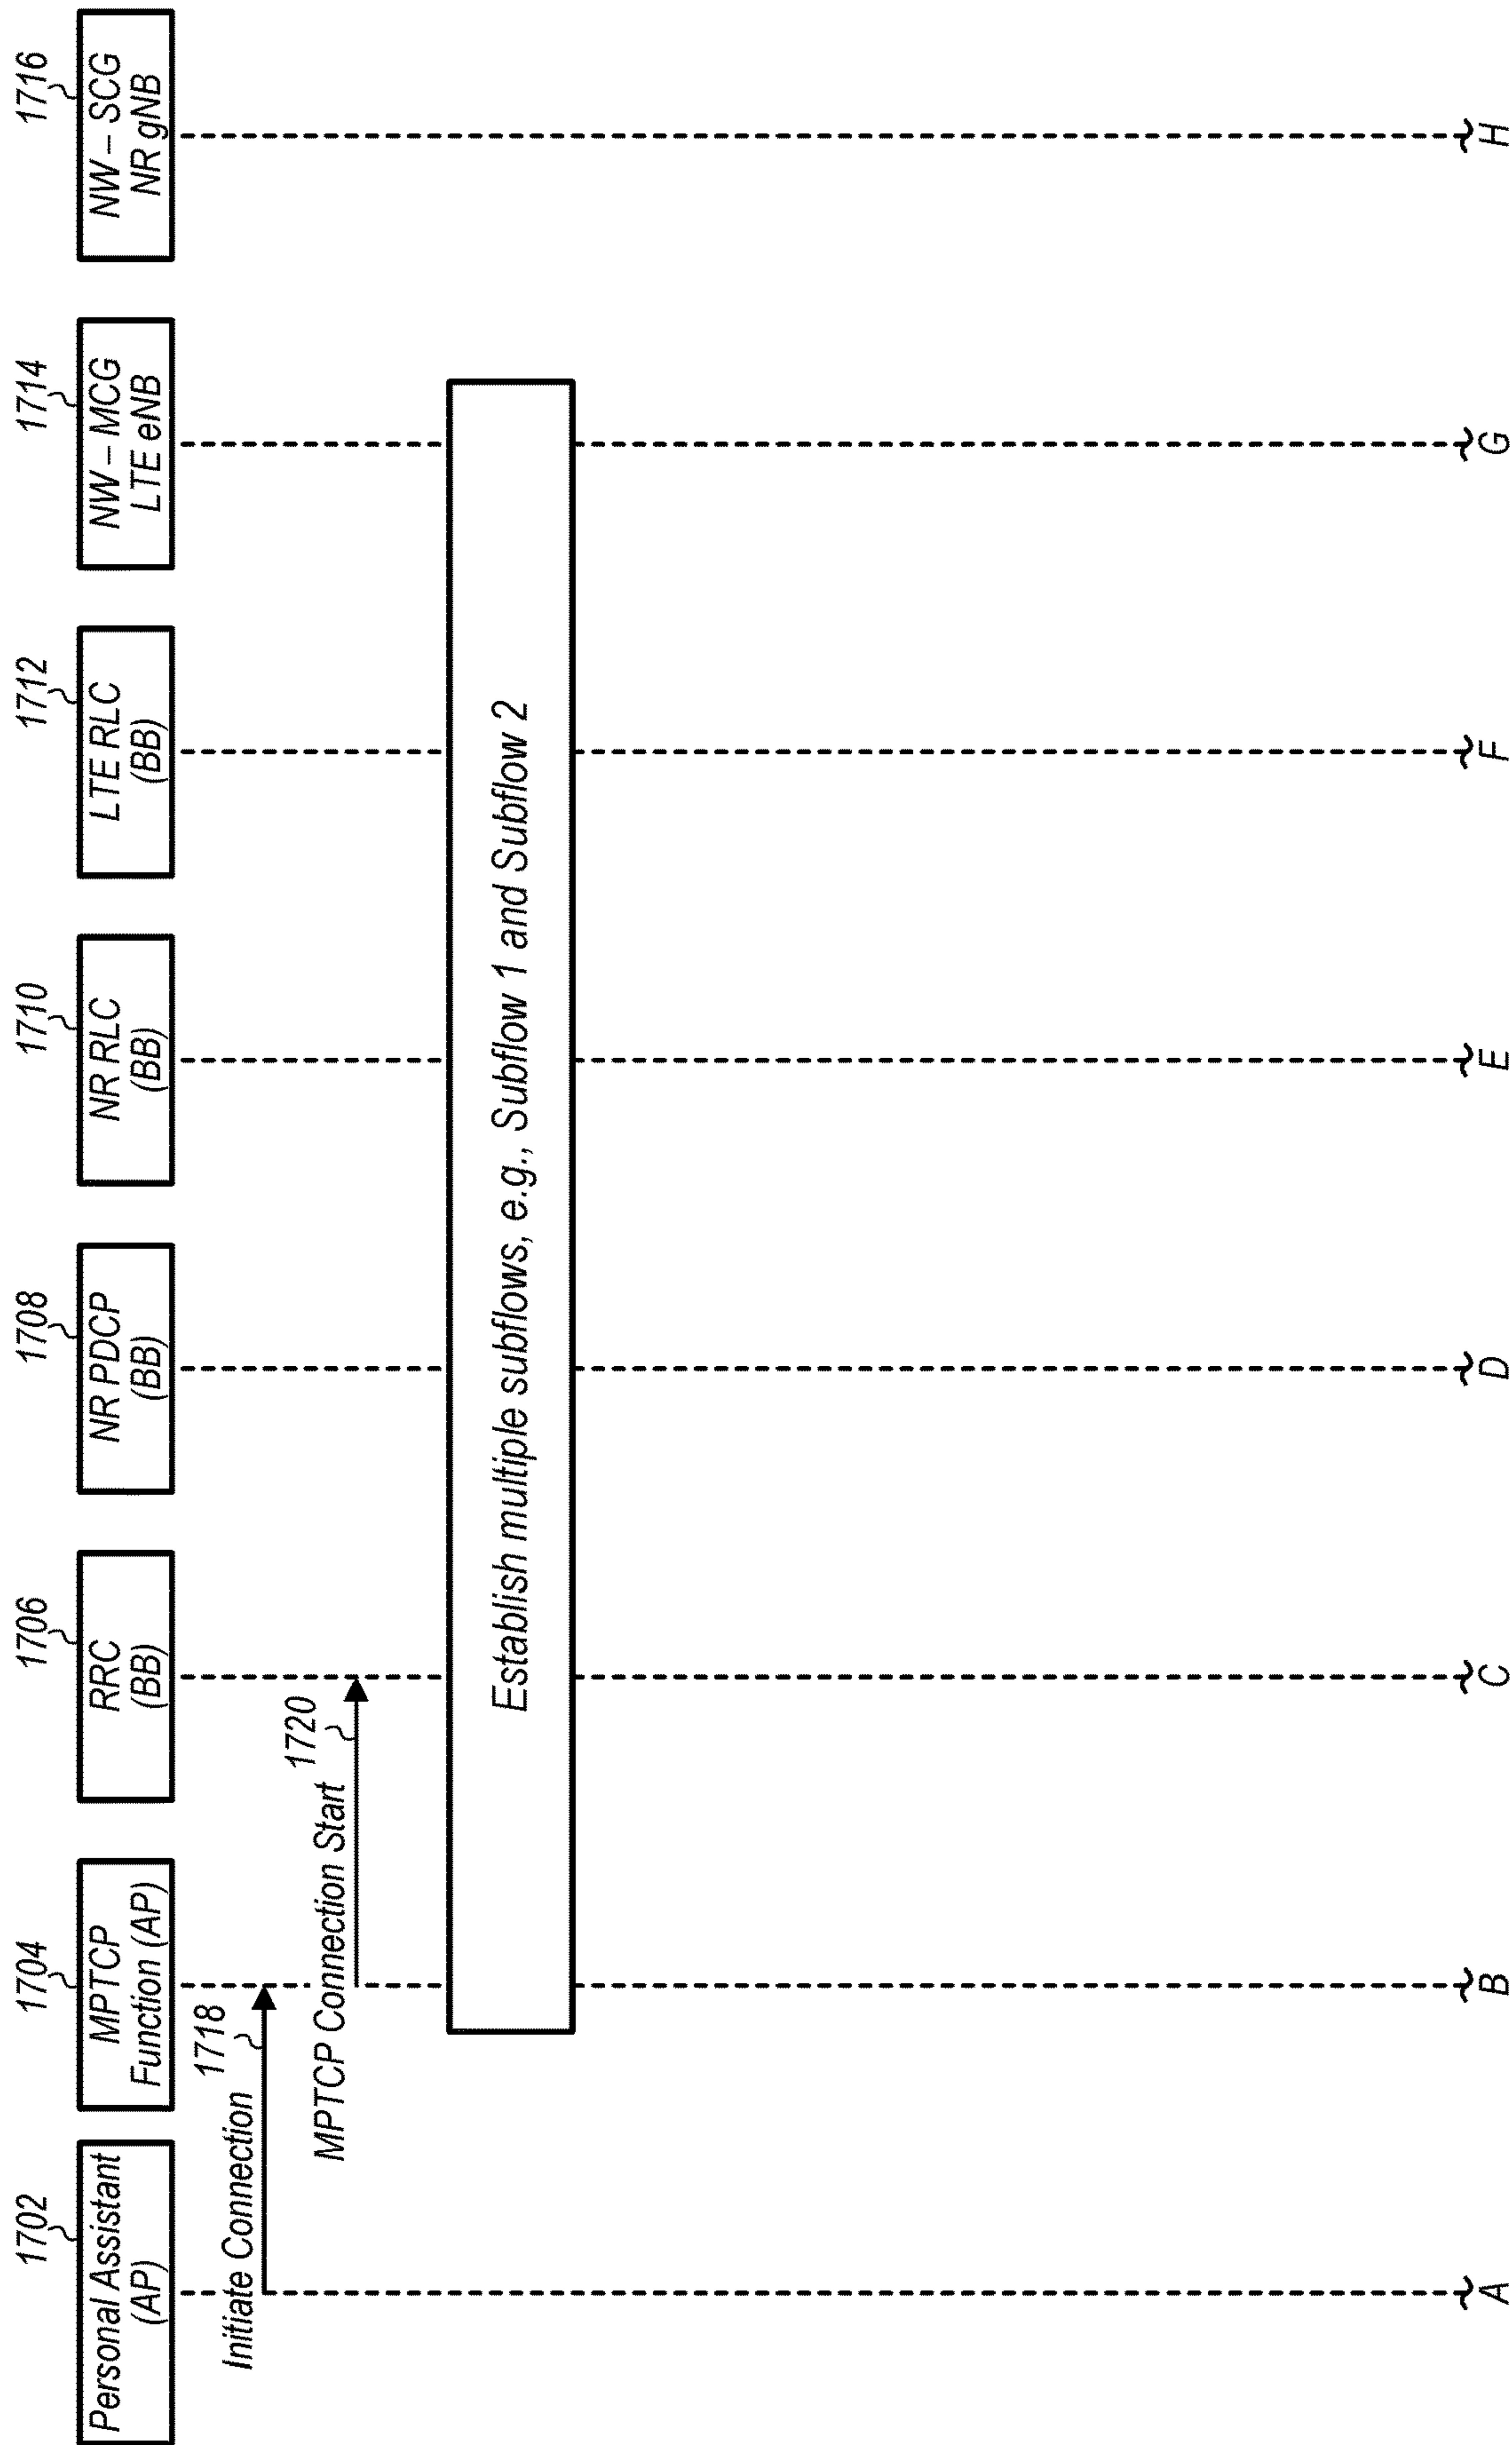 1702
1704
1706
1708
1710
1712
1714
1716
Personal Assistant
(AP)
MPTCP
Function (AP)
RRC
(BB)
NR PDCP
(BB)
NR RLC
(BB)
LTE RLC
(BB)
NW – MCG
LTE eNB
NW – SCG
NR gNB
1718
Initiate Connection
1720
MPTCP Connection Start
Establish multiple subflows, e.g., Subflow 1 and Subflow 2
A
B
C
D
E
F
G
H